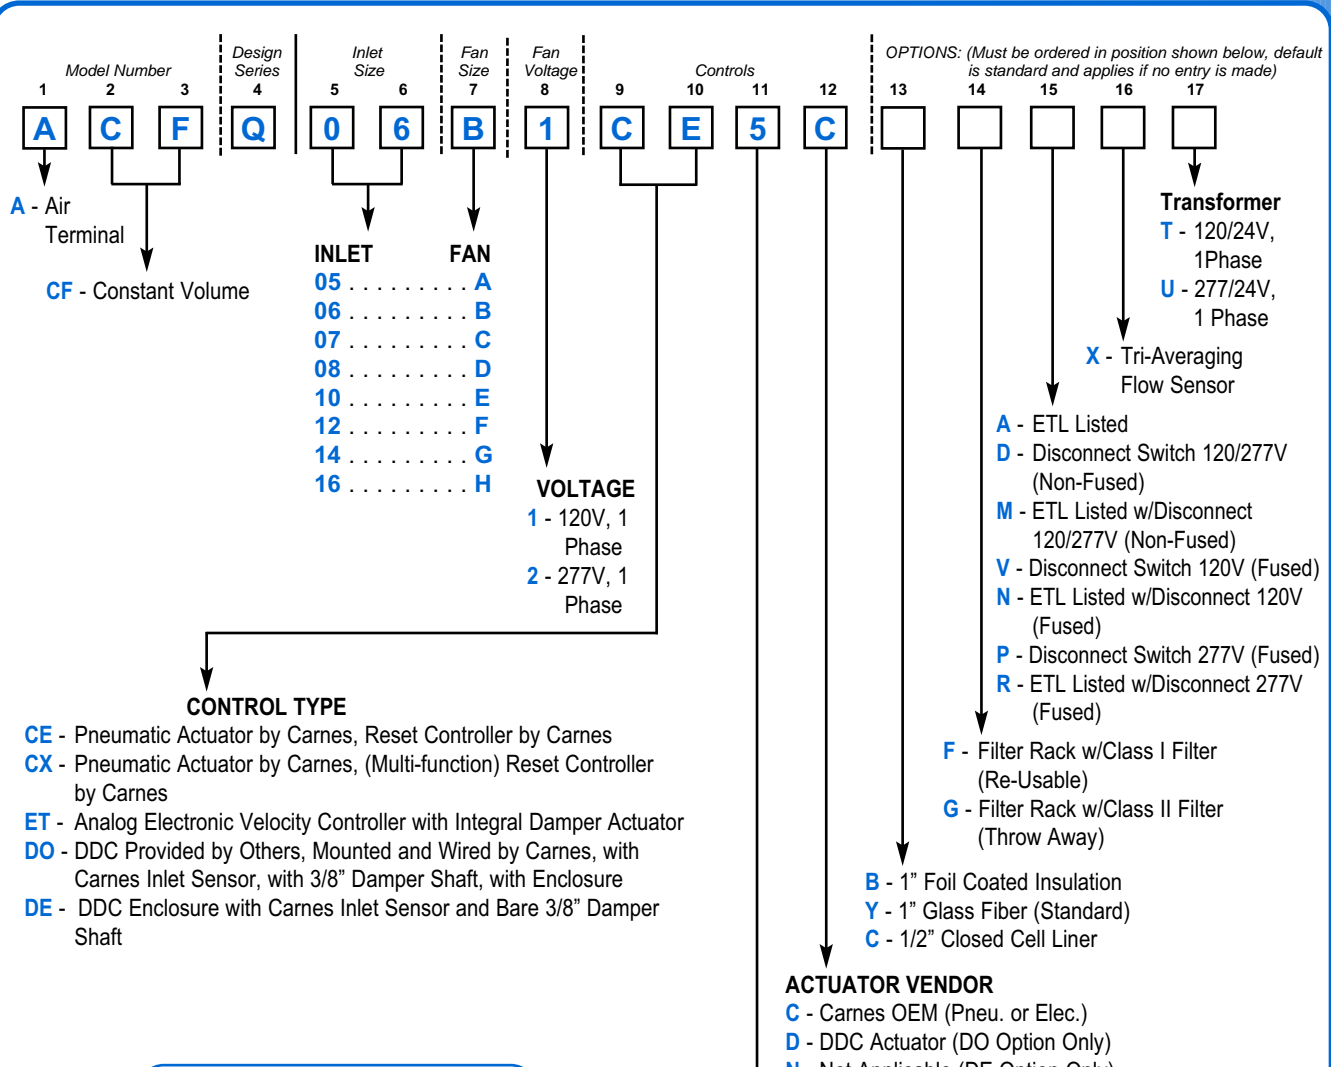 OPTIONS: (Must be ordered in position shown below, default
is standard and applies if no entry is made)
Model Number
Design
Series
Inlet
Size
Fan
Size
Fan
Voltage
Controls
1 2 3 4 5 6 7 8 9 10 11 12 13 14 15 16 17
A C F Q 0 6 B 1 C E 5 C
A - Air
Terminal
CF - Constant Volume
INLET FAN
05 . . . . . . . . . A
06 . . . . . . . . . B
07 . . . . . . . . . C
08 . . . . . . . . . D
10 . . . . . . . . . E
12 . . . . . . . . . F
14 . . . . . . . . . G
16 . . . . . . . . . H
VOLTAGE
1 - 120V, 1
Phase
2 - 277V, 1
Phase
Transformer
T - 120/24V,
1Phase
U - 277/24V,
1 Phase
X - Tri-Averaging
Flow Sensor
A - ETL Listed
D - Disconnect Switch 120/277V
(Non-Fused)
M - ETL Listed w/Disconnect
120/277V (Non-Fused)
V - Disconnect Switch 120V (Fused)
N - ETL Listed w/Disconnect 120V
(Fused)
P - Disconnect Switch 277V (Fused)
R - ETL Listed w/Disconnect 277V
(Fused)
F - Filter Rack w/Class I Filter
(Re-Usable)
G - Filter Rack w/Class II Filter
(Throw Away)
B - 1” Foil Coated Insulation
Y - 1” Glass Fiber (Standard)
C - 1/2” Closed Cell Liner
CONTROL TYPE
CE - Pneumatic Actuator by Carnes, Reset Controller by Carnes
CX - Pneumatic Actuator by Carnes, (Multi-function) Reset Controller
by Carnes
ET - Analog Electronic Velocity Controller with Integral Damper Actuator
DO - DDC Provided by Others, Mounted and Wired by Carnes, with
Carnes Inlet Sensor, with 3/8” Damper Shaft, with Enclosure
DE - DDC Enclosure with Carnes Inlet Sensor and Bare 3/8” Damper
Shaft
ACTUATOR VENDOR
C - Carnes OEM (Pneu. or Elec.)
D - DDC Actuator (DO Option Only)
N - Not Applicable (DE Option Only)